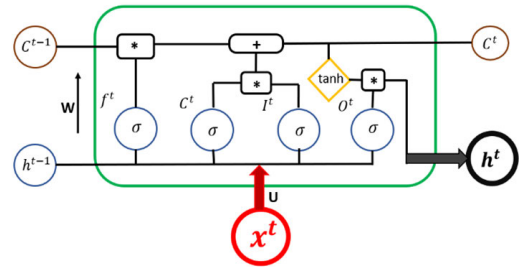 C^{t-1} * + C^t
tanh * *
W f^t C^t I^t O^t
σ σ σ σ
h^{t-1} h^t
U
x^t